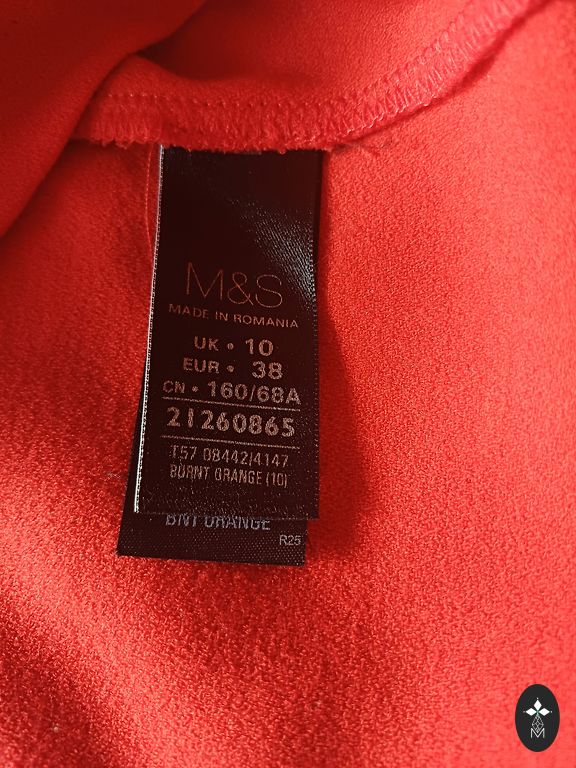 M&S
MADE IN ROMANIA
UK • 10
EUR • 38
CN • 160/68A
21260865
T57 08442/4147
BURNT ORANGE (10)
BNT ORANGE
R25
M